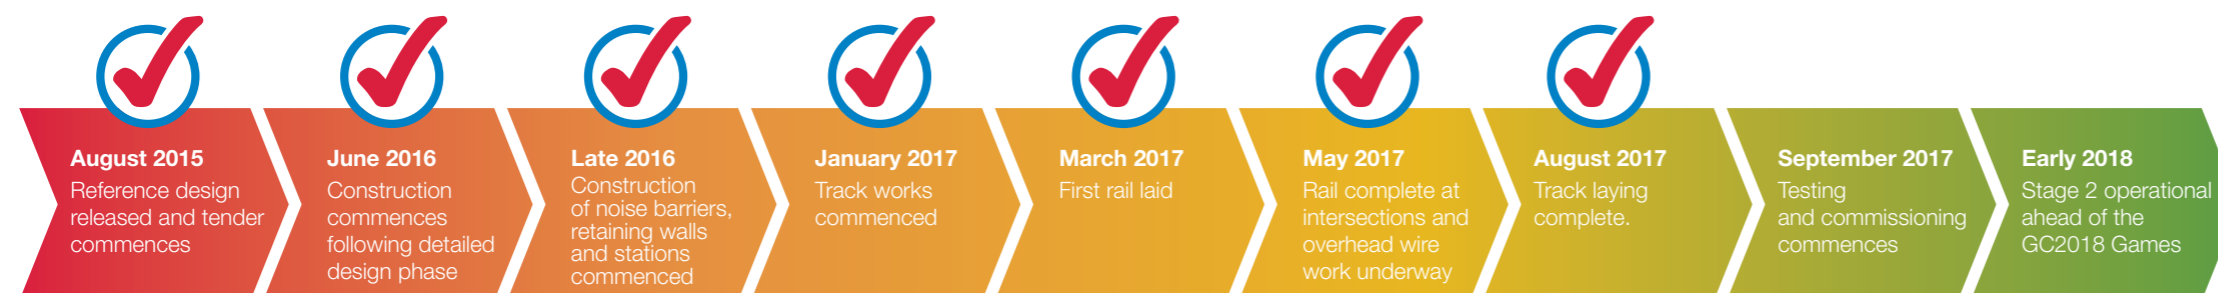 August 2015
Reference design
released and tender
commences
June 2016
Construction
commences
following detailed
design phase
Late 2016
Construction
of noise barriers,
retaining walls
and stations
commenced
January 2017
Track works
commenced
March 2017
First rail laid
May 2017
Rail complete at
intersections and
overhead wire
work underway
August 2017
Track laying
complete.
September 2017
Testing
and commissioning
commences
Early 2018
Stage 2 operational
ahead of the
GC2018 Games